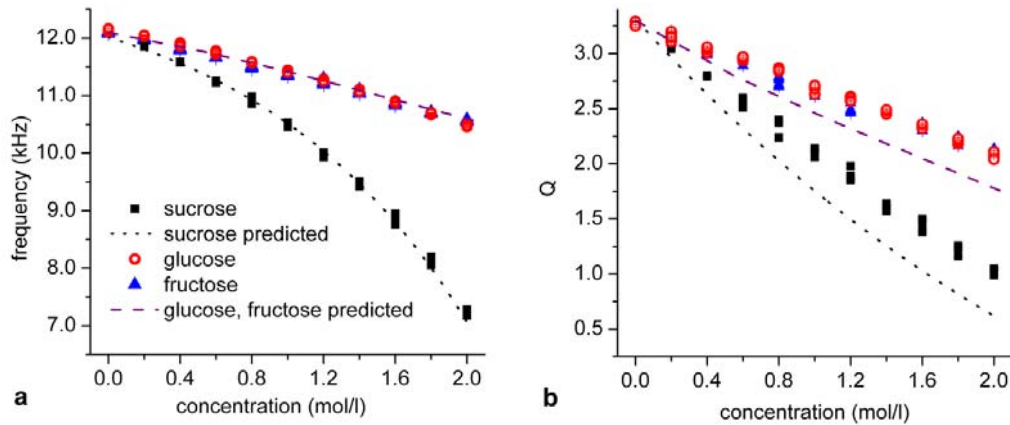 12.0
11.0
10.0
9.0
8.0
7.0
frequency (kHz)
sucrose
sucrose predicted
glucose
fructose
glucose, fructose predicted
0.0 0.4 0.8 1.2 1.6 2.0
concentration (mol/l)
a
3.0
2.5
2.0
1.5
1.0
0.5
Q
0.0 0.4 0.8 1.2 1.6 2.0
concentration (mol/l)
b